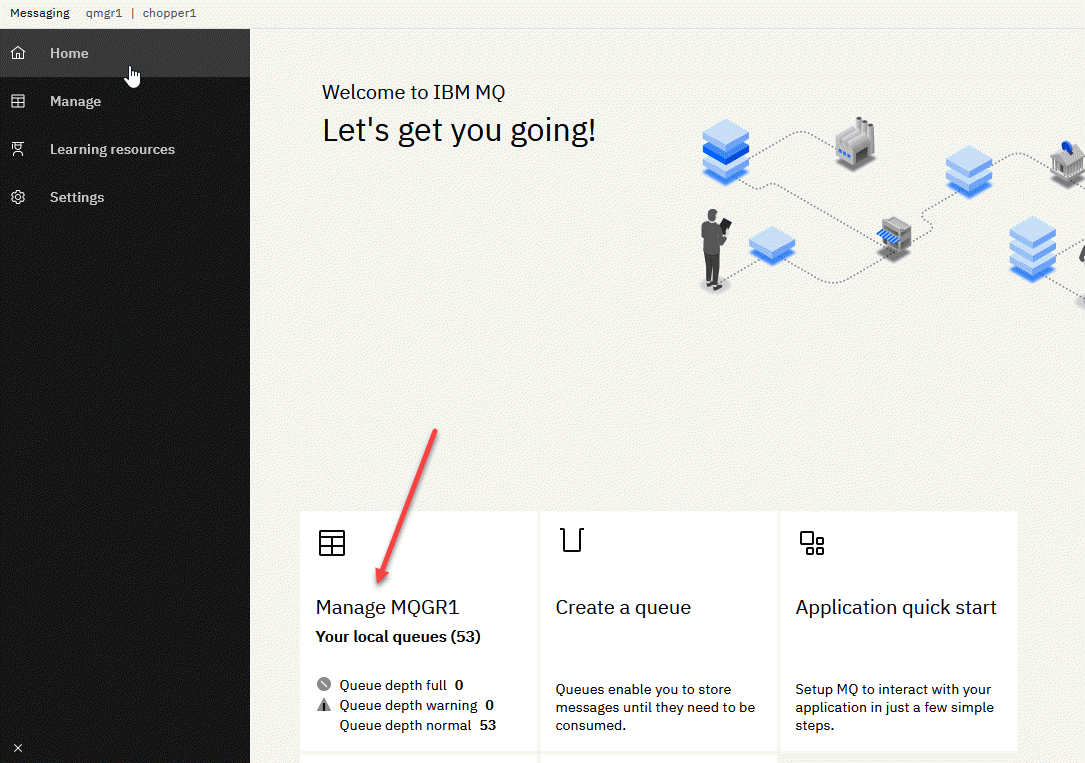 Messaging qmgr1 | chopper1
Home
Manage
Learning resources
Settings
Welcome to IBM MQ
Let's get you going!
Manage MQGR1
Your local queues (53)
Queue depth full 0
Queue depth warning 0
Queue depth normal 53
Create a queue
Queues enable you to store
messages until they need to be
consumed.
Application quick start
Setup MQ to interact with your
application in just a few simple
steps.